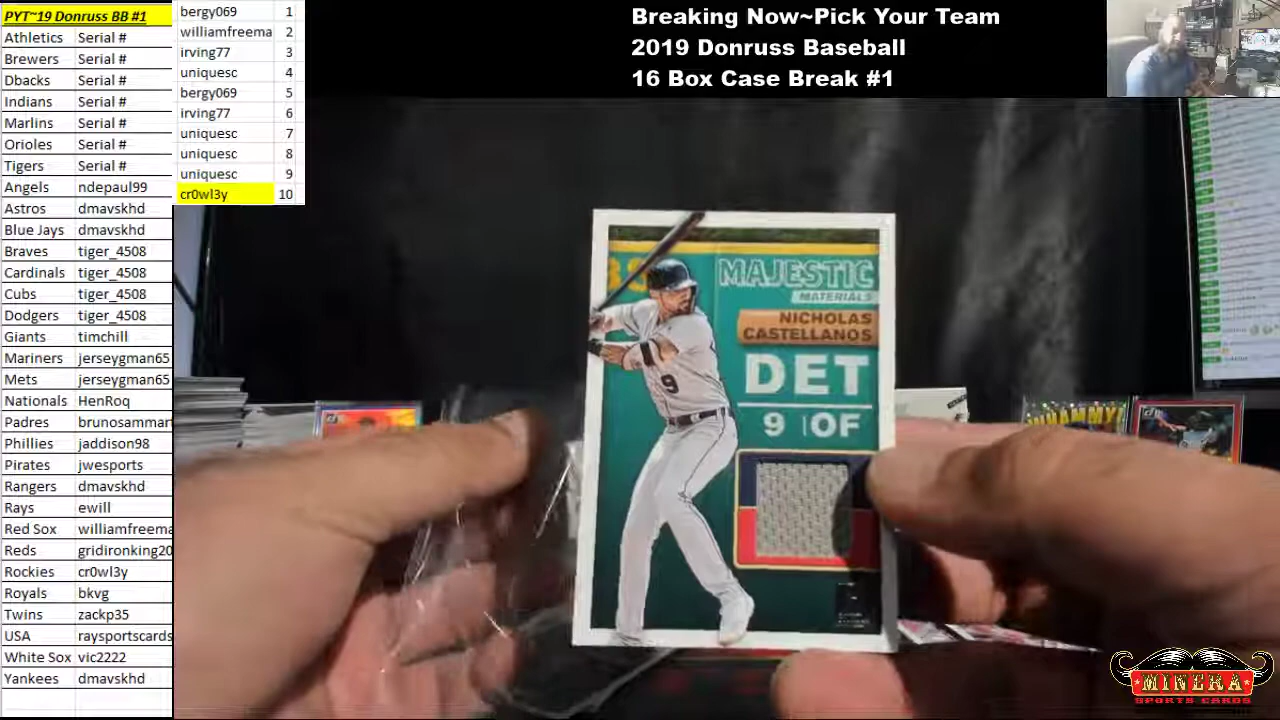 PYT~19 Donruss BB #1
Athletics Serial #
Brewers Serial #
Dbacks Serial #
Indians Serial #
Marlins Serial #
Orioles Serial #
Tigers Serial #
Angels ndepaul99
Astros dmavskhd
Blue Jays dmavskhd
Braves tiger_4508
Cardinals tiger_4508
Cubs tiger_4508
Dodgers tiger_4508
Giants timchill
Mariners jerseygman65
Mets jerseygman65
Nationals HenRoq
Padres brunosammar
Phillies jaddison98
Pirates jwesports
Rangers dmavskhd
Rays ewill
Red Sox williamfreema
Reds gridironking20
Rockies cr0wl3y
Royals bkvg
Twins zackp35
USA raysportscards
White Sox vic2222
Yankees dmavskhd
bergy069 1
williamfreema 2
irving77 3
uniquesc 4
bergy069 5
irving77 6
uniquesc 7
uniquesc 8
uniquesc 9
cr0wl3y 10
Breaking Now~Pick Your Team
2019 Donruss Baseball
16 Box Case Break #1
MAJESTIC
MATERIALS
NICHOLAS
CASTELLANOS
DET
9 | OF
9
WHAMMY
MINERA
SPORTS CARDS